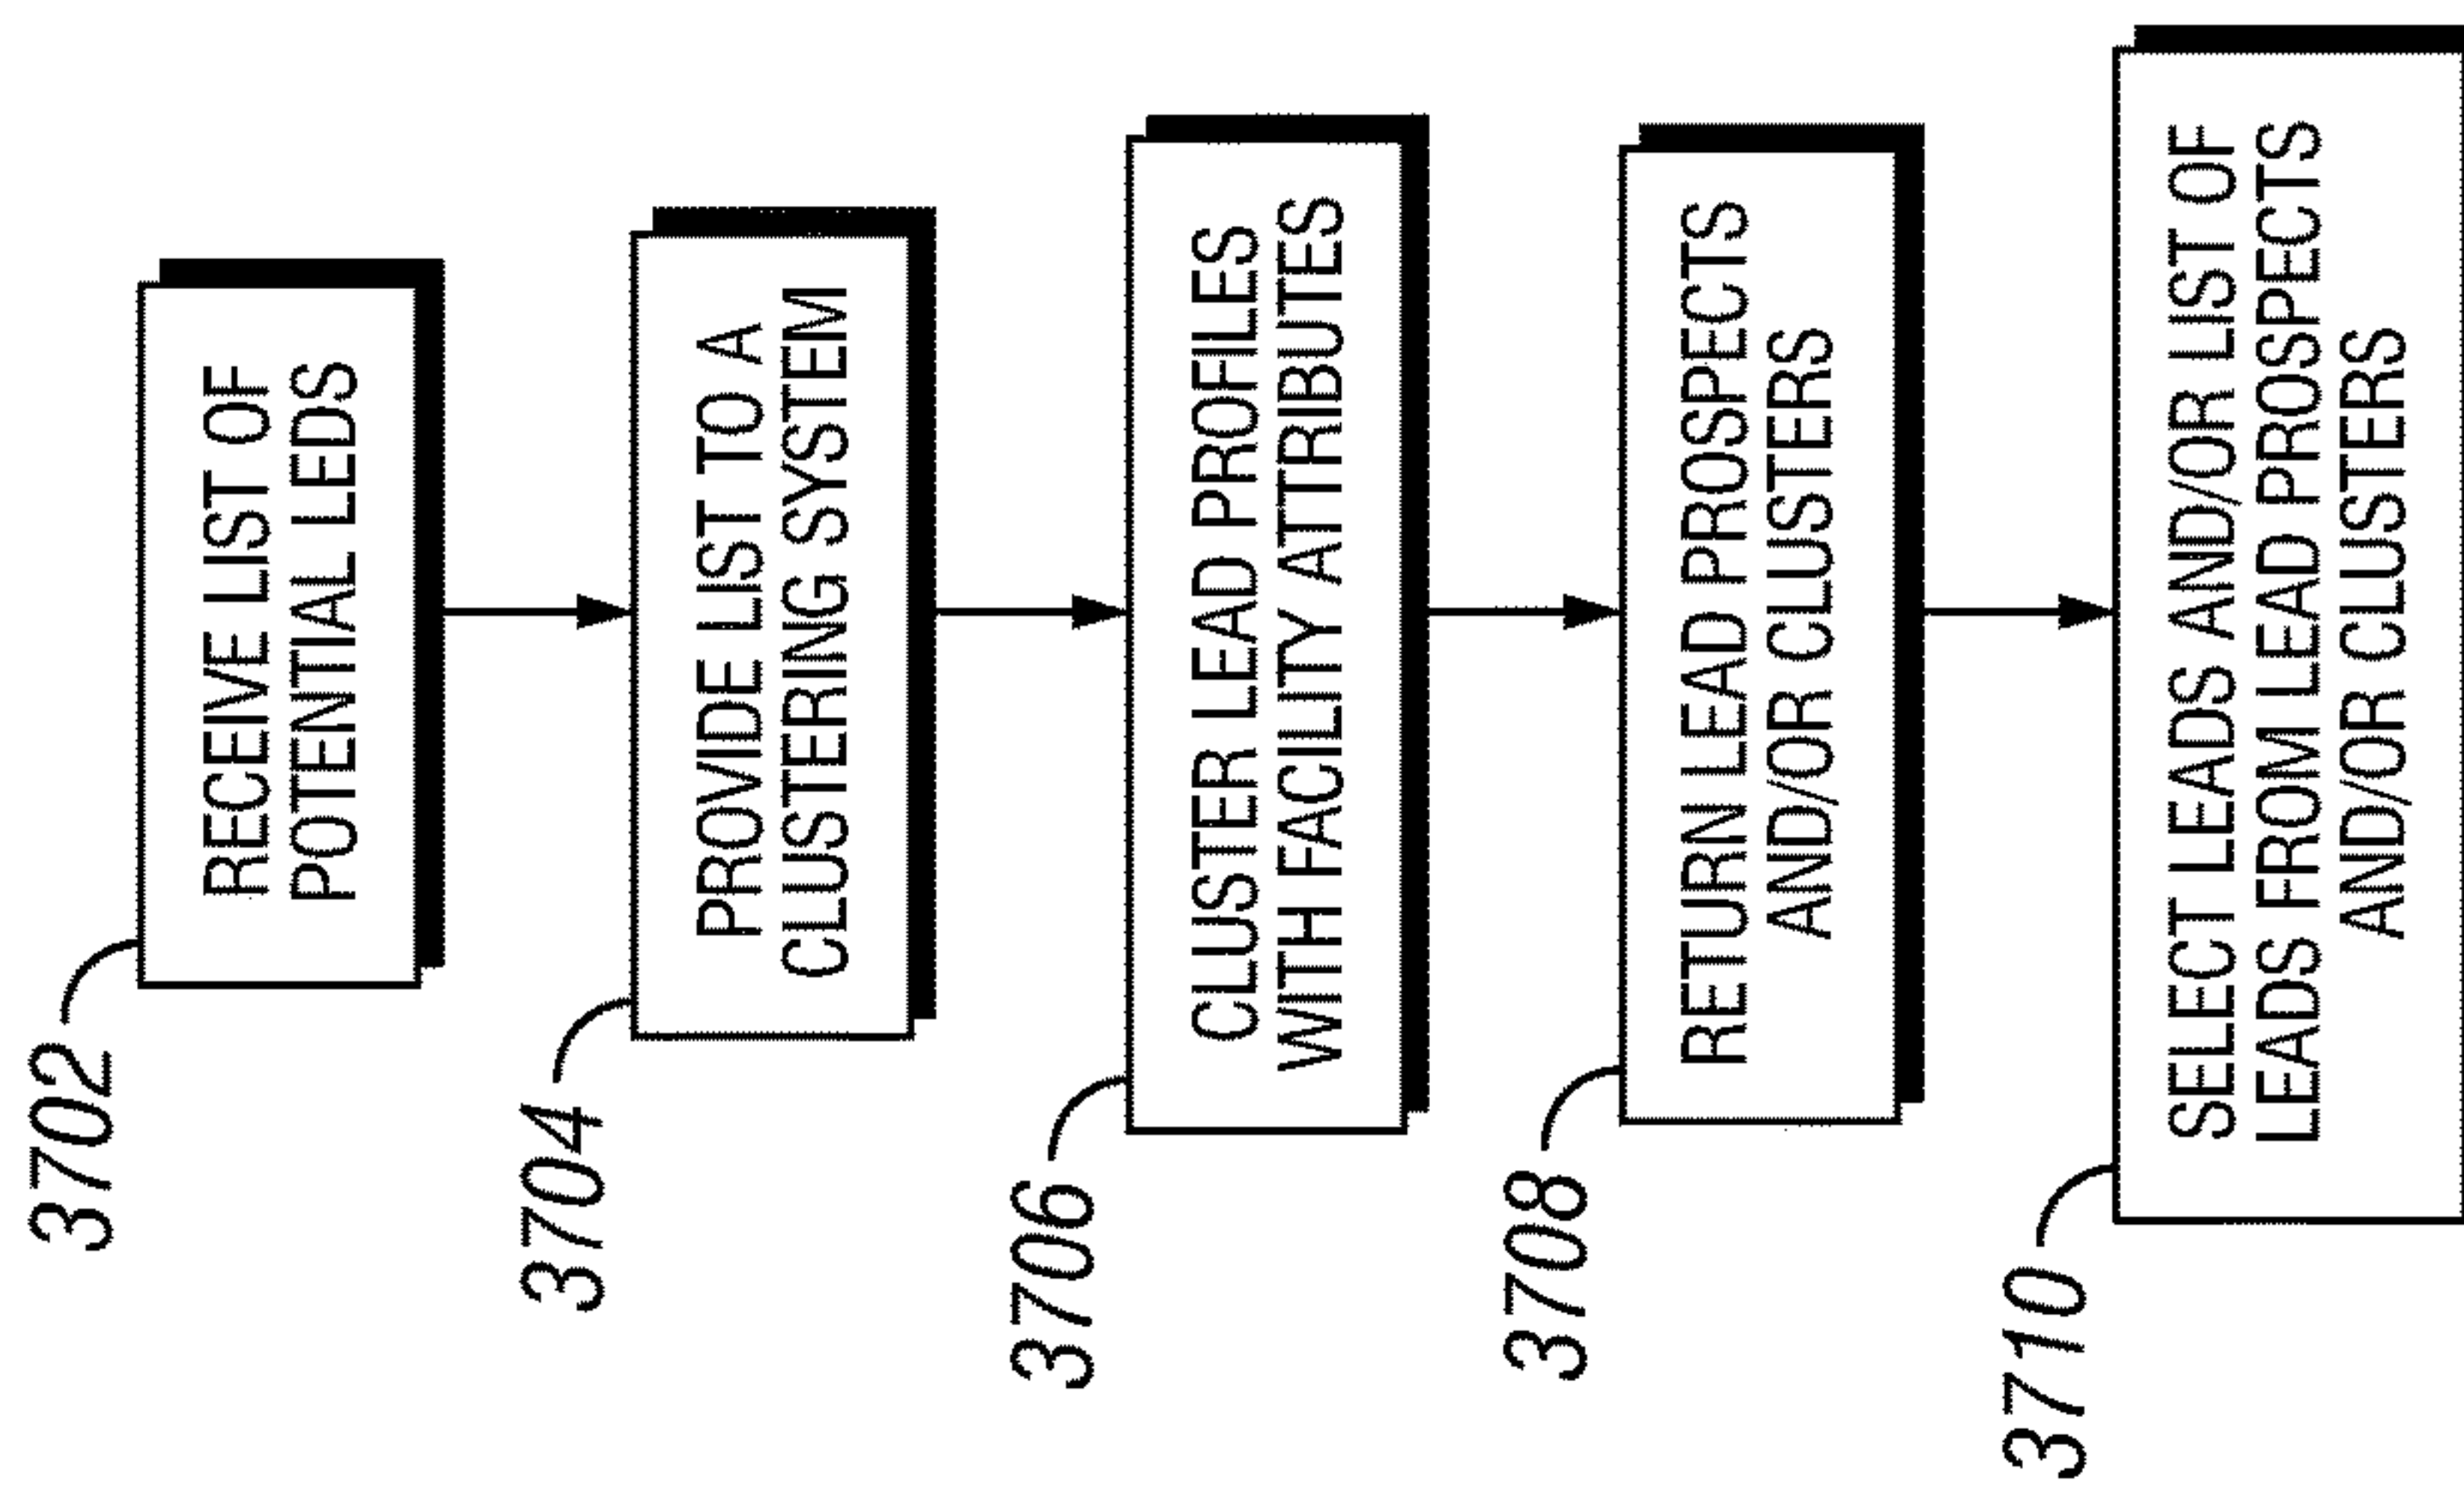 3702
RECEIVE LIST OF
POTENTIAL LEDS
3704
PROVIDE LIST TO A
CLUSTERING SYSTEM
3706
CLUSTER LEAD PROFILES
WITH FACILITY ATTRIBUTES
3708
RETURN LEAD PROSPECTS
AND/OR CLUSTERS
3710
SELECT LEADS AND/OR LIST OF
LEADS FROM LEAD PROSPECTS
AND/OR CLUSTERS